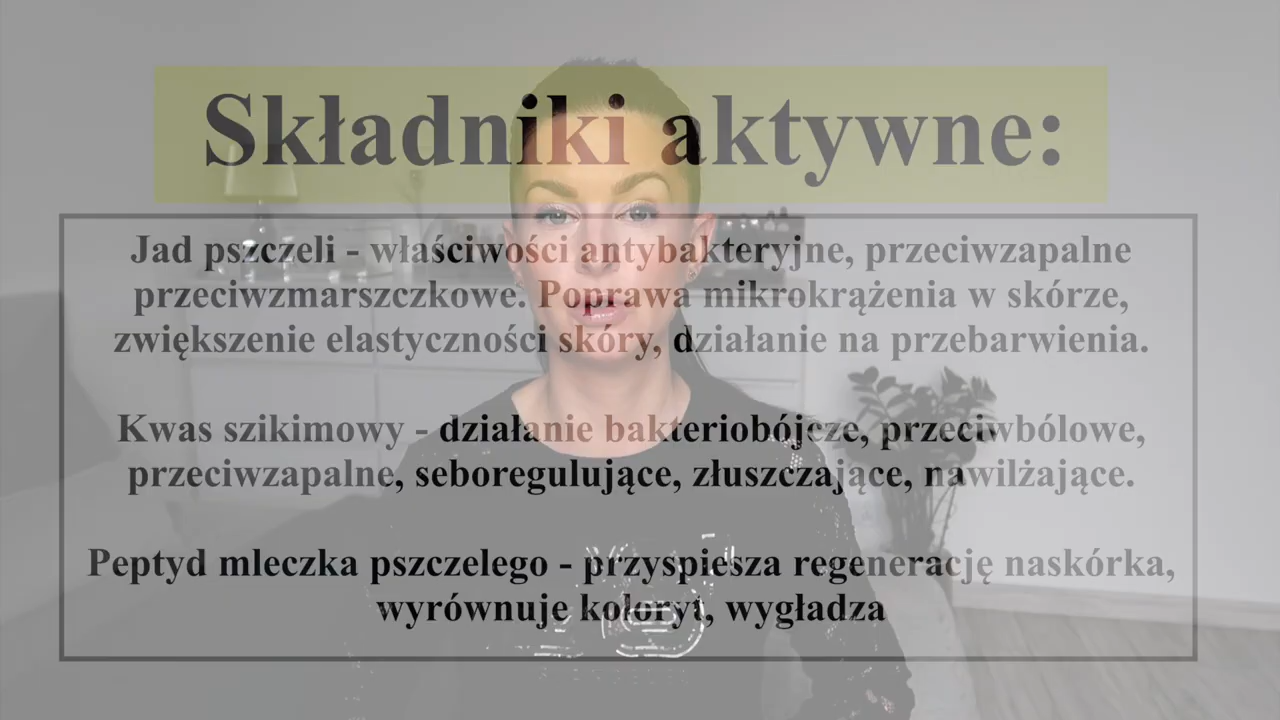 Składniki aktywne:
Jad pszczeli - właściwości antybakteryjne, przeciwzapalne
przeciwzmarszczkowe. Poprawa mikrokrążenia w skórze,
zwiększenie elastyczności skóry, działanie na przebarwienia.
Kwas szikimowy - działanie bakteriobójcze, przeciwbólowe,
przeciwzapalne, seboregulujące, złuszczające, nawilżające.
Peptyd mleczka pszczelego - przyspiesza regenerację naskórka,
wyrównuje koloryt, wygładza